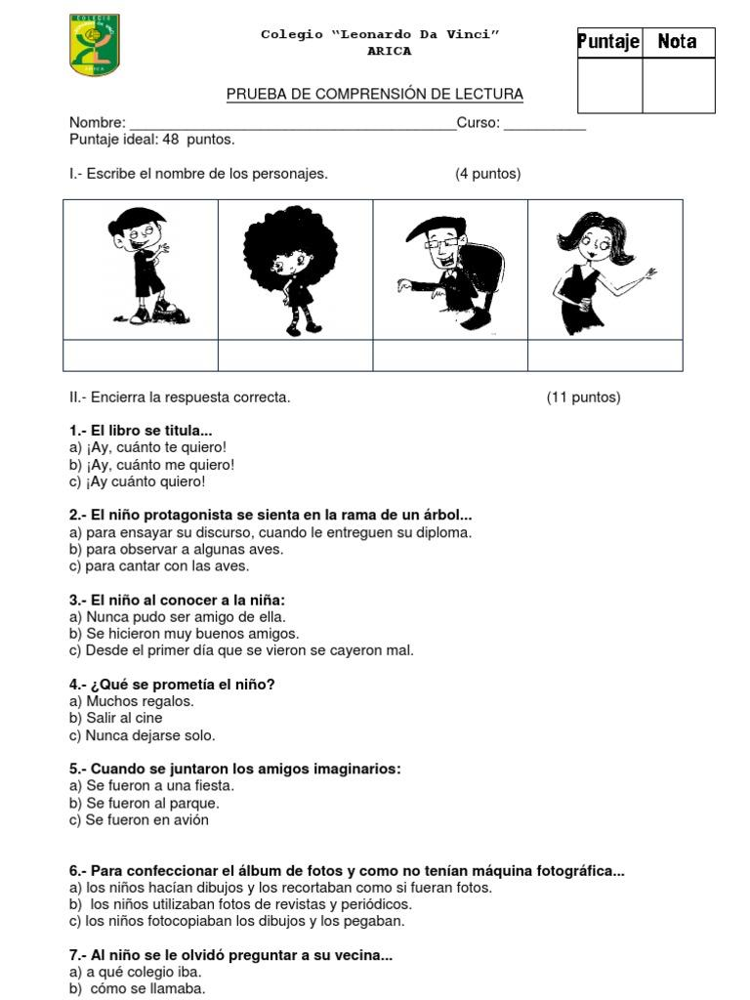 COLEGIO
ARICA
Colegio “Leonardo Da Vinci”
ARICA
Puntaje Nota
PRUEBA DE COMPRENSIÓN DE LECTURA
Nombre: ________________________________________Curso: __________
Puntaje ideal: 48 puntos.
I.- Escribe el nombre de los personajes. (4 puntos)
II.- Encierra la respuesta correcta. (11 puntos)
1.- El libro se titula...
a) ¡Ay, cuánto te quiero!
b) ¡Ay, cuánto me quiero!
c) ¡Ay cuánto quiero!
2.- El niño protagonista se sienta en la rama de un árbol...
a) para ensayar su discurso, cuando le entreguen su diploma.
b) para observar a algunas aves.
c) para cantar con las aves.
3.- El niño al conocer a la niña:
a) Nunca pudo ser amigo de ella.
b) Se hicieron muy buenos amigos.
c) Desde el primer día que se vieron se cayeron mal.
4.- ¿Qué se prometía el niño?
a) Muchos regalos.
b) Salir al cine
c) Nunca dejarse solo.
5.- Cuando se juntaron los amigos imaginarios:
a) Se fueron a una fiesta.
b) Se fueron al parque.
c) Se fueron en avión
6.- Para confeccionar el álbum de fotos y como no tenían máquina fotográfica...
a) los niños hacían dibujos y los recortaban como si fueran fotos.
b) los niños utilizaban fotos de revistas y periódicos.
c) los niños fotocopiaban los dibujos y los pegaban.
7.- Al niño se le olvidó preguntar a su vecina...
a) a qué colegio iba.
b) cómo se llamaba.